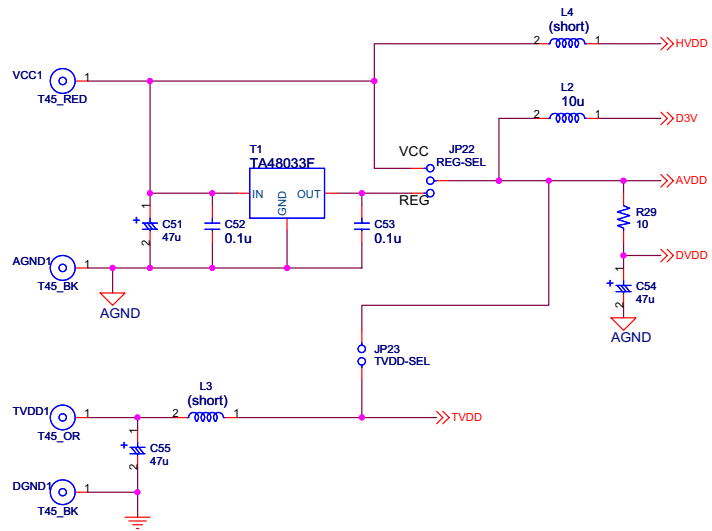 L4
(short)
2
1
HVDD
VCC1
1
T45_RED
L2
10u
2
1
D3V
T1
TA48033F
IN
OUT
GND
VCC
JP22
REG-SEL
REG
AVDD
1
+
C51
47u
2
C52
0.1u
C53
0.1u
R29
10
DVDD
AGND1
1
T45_BK
AGND
1
+
C54
47u
2
AGND
JP23
TVDD-SEL
TVDD1
1
T45_OR
L3
(short)
2
1
TVDD
1
+
C55
47u
2
DGND1
1
T45_BK